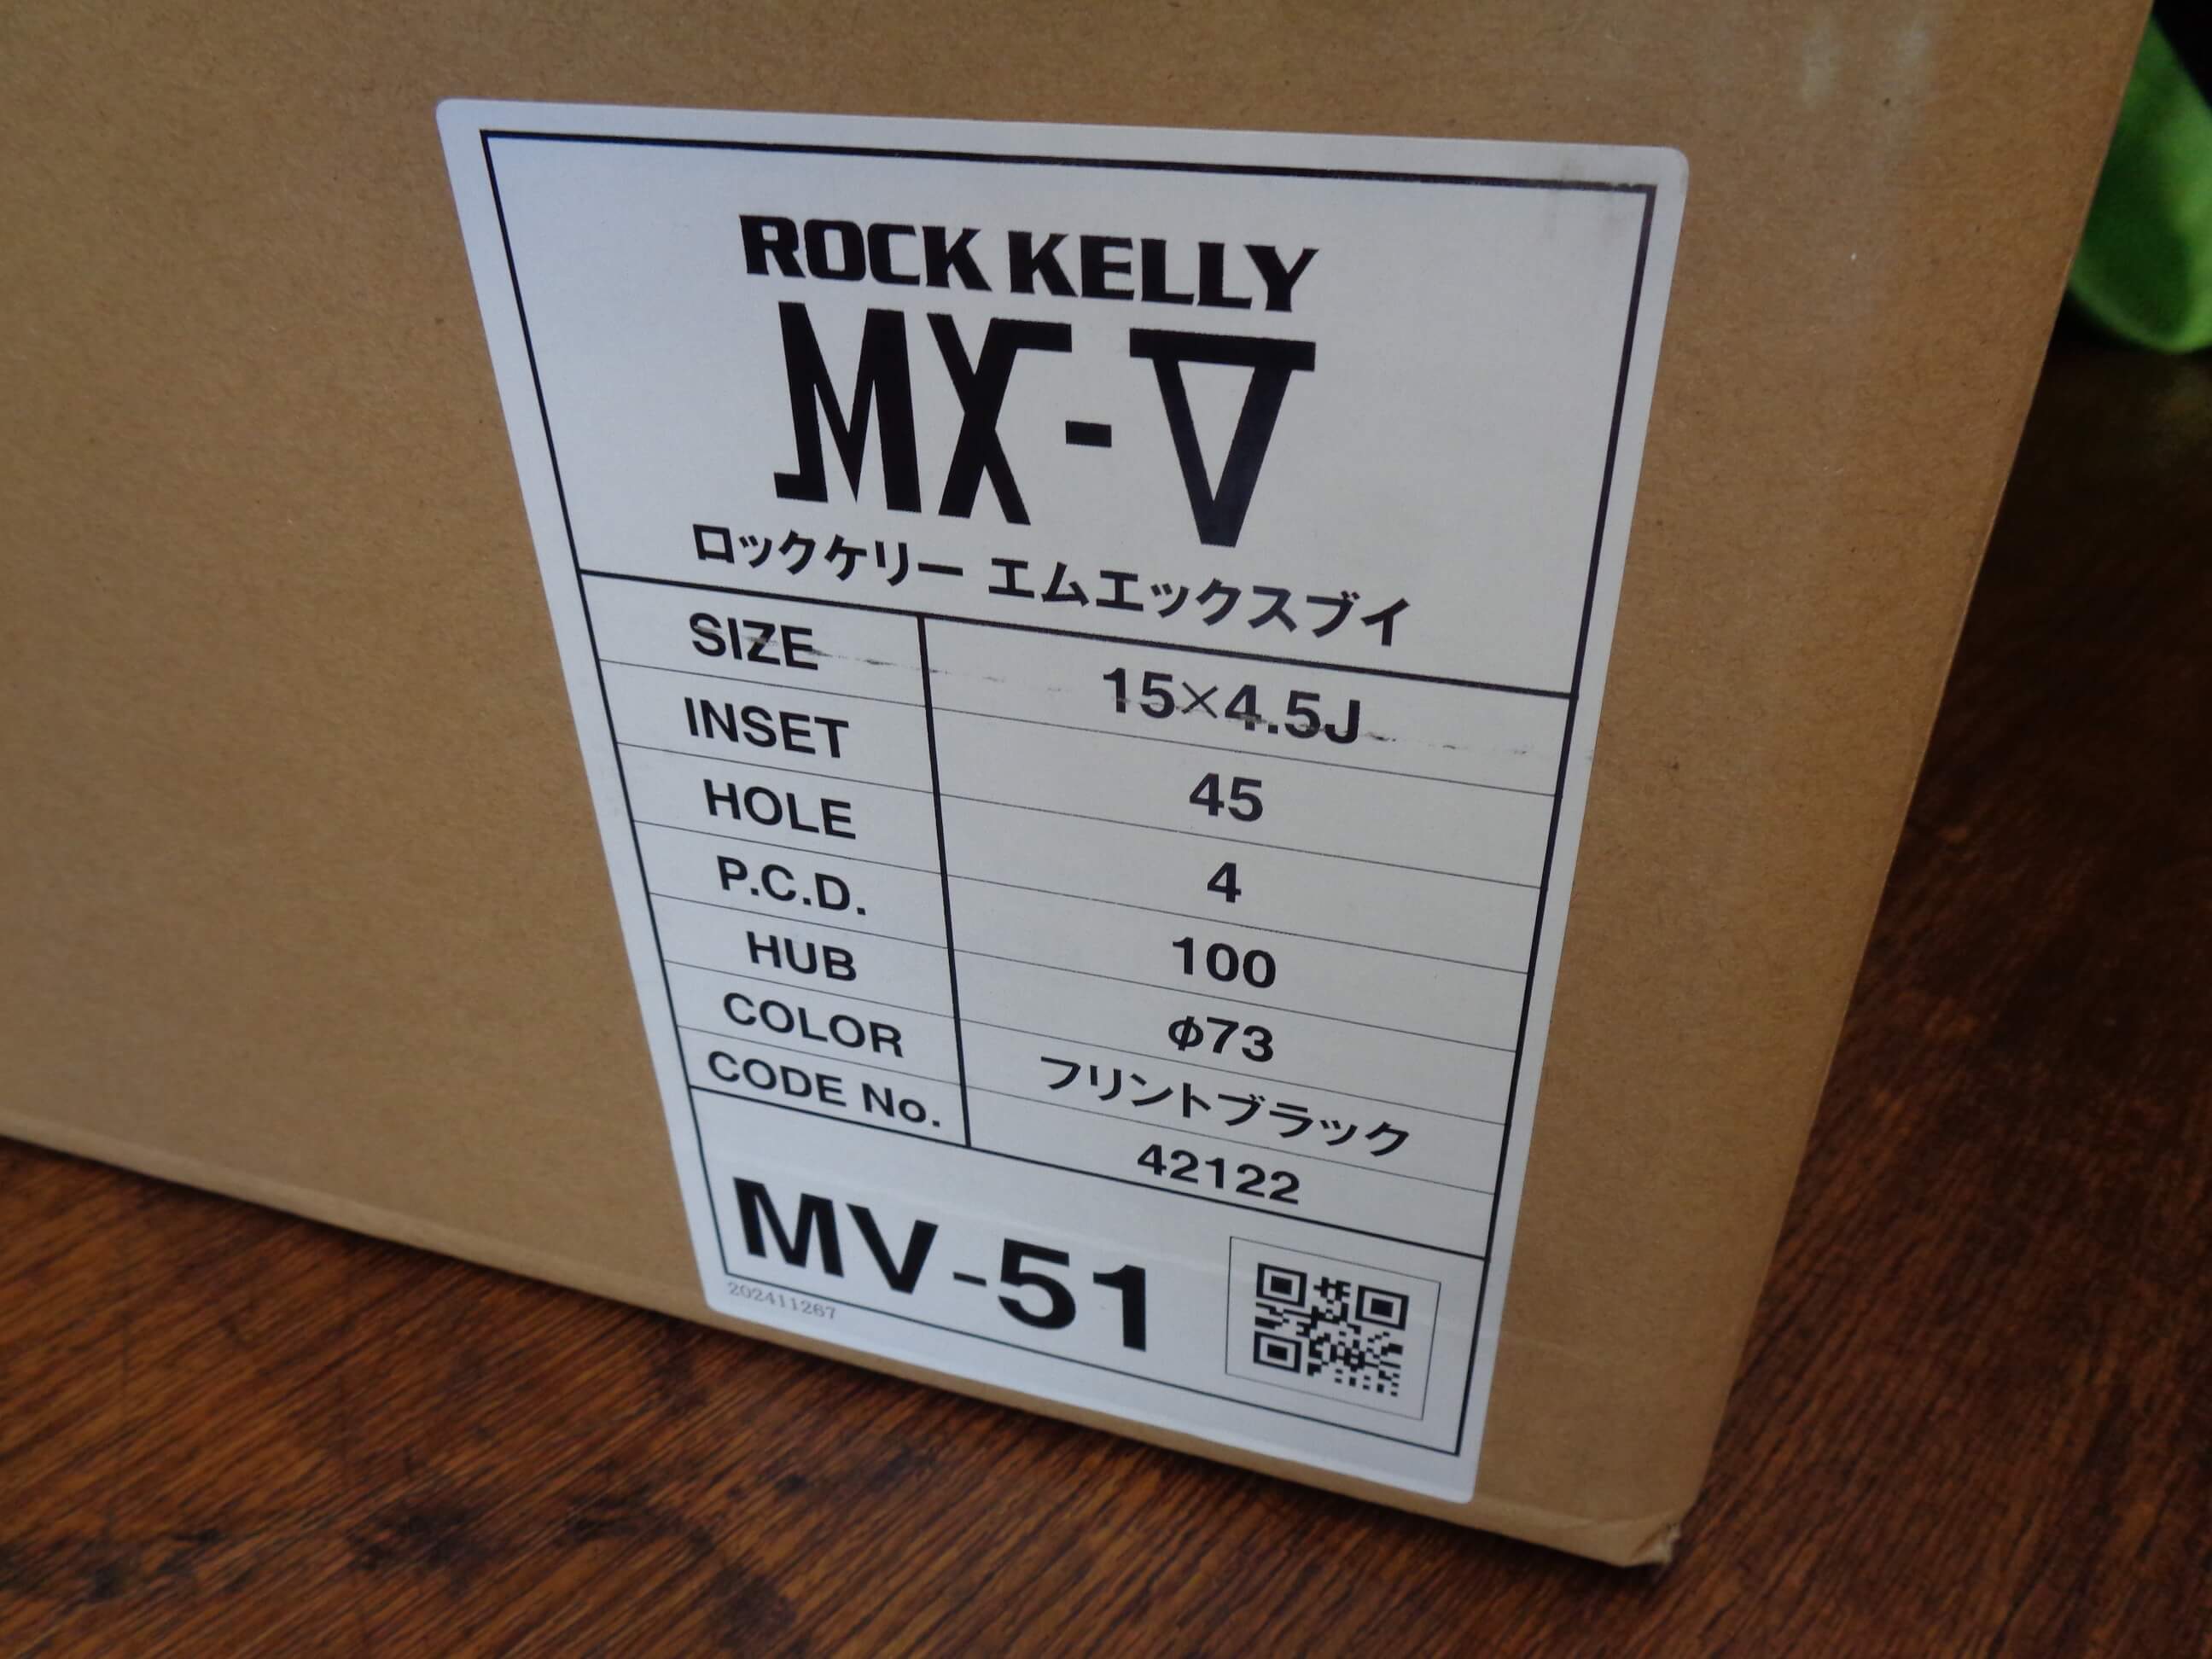 ROCK KELLY
MX-V
ロックケリー エムエックスブイ
SIZE 15×4.5J
INSET 45
HOLE 4
P.C.D. 100
HUB φ73
COLOR フリントブラック
CODE No. 42122
MV-51
202411267